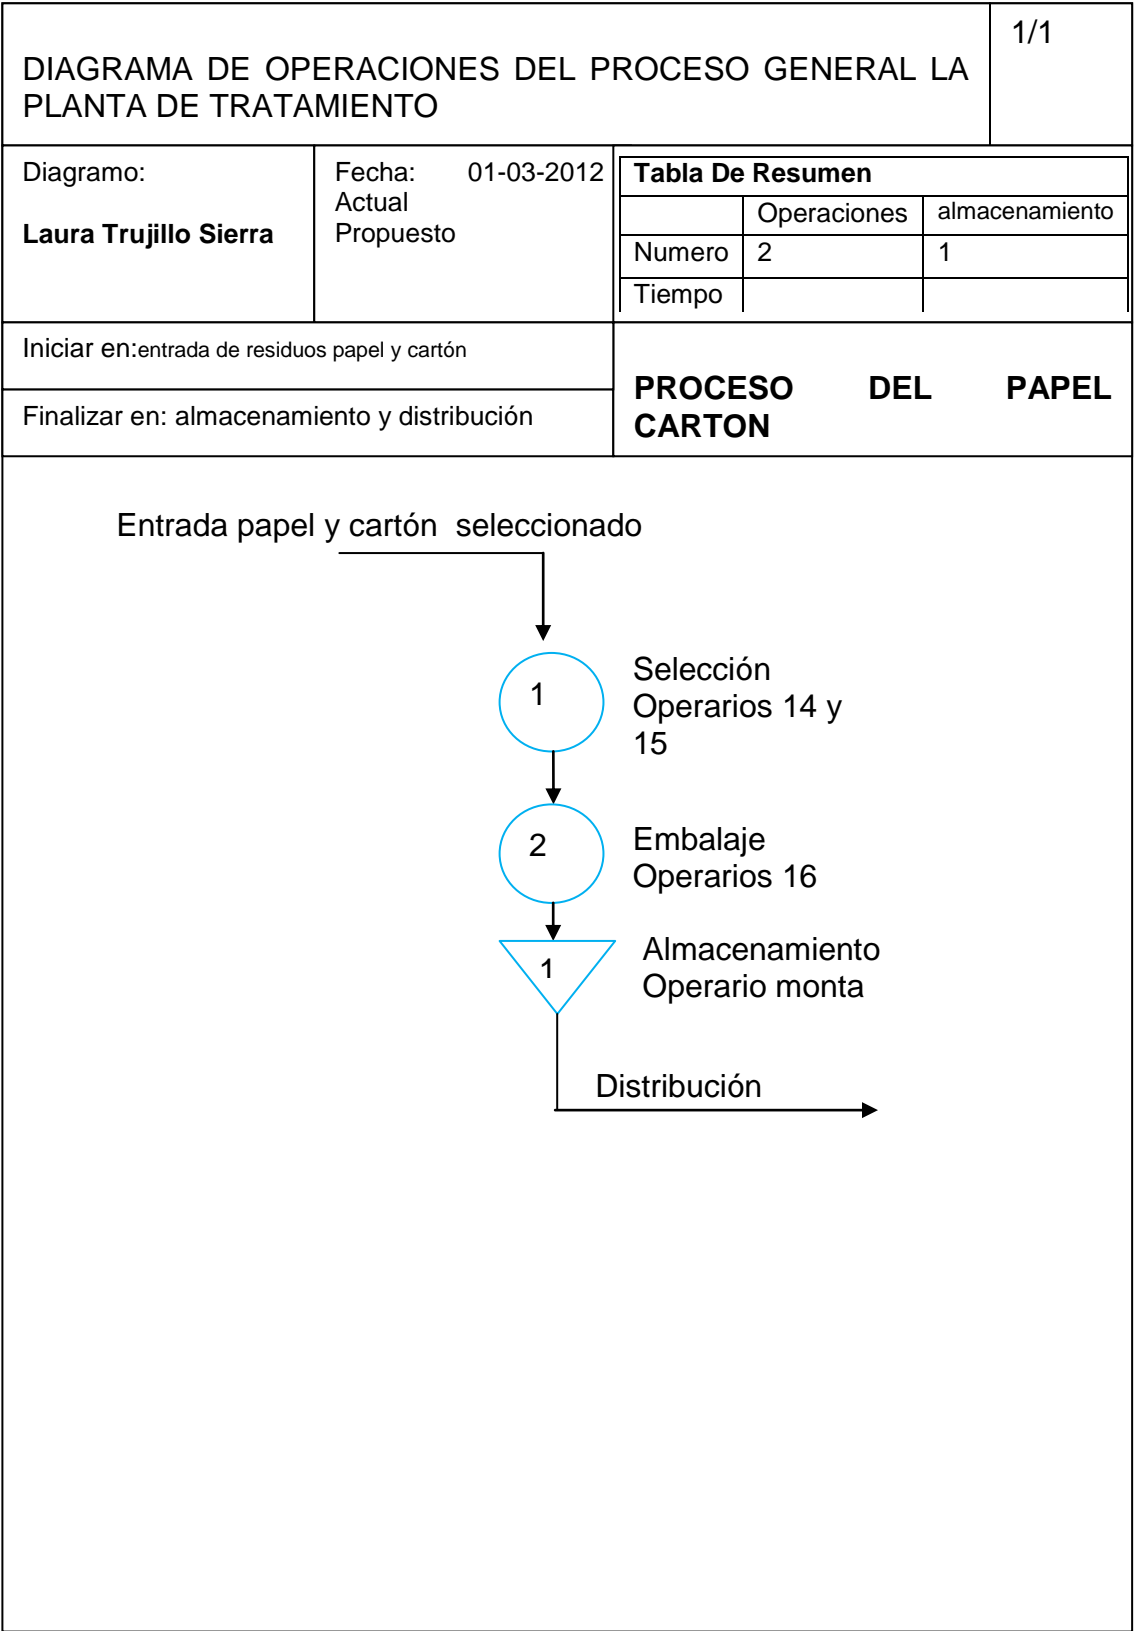 1/1
DIAGRAMA DE OPERACIONES DEL PROCESO GENERAL LA
PLANTA DE TRATAMIENTO
Diagramo:
Laura Trujillo Sierra
Fecha: 01-03-2012
Actual
Propuesto
Tabla De Resumen
Operaciones almacenamiento
Numero 2 1
Tiempo
Iniciar en:entrada de residuos papel y cartón
Finalizar en: almacenamiento y distribución
PROCESO DEL PAPEL
CARTON
Entrada papel y cartón seleccionado
1
Selección
Operarios 14 y
15
2
Embalaje
Operarios 16
1
Almacenamiento
Operario monta
Distribución